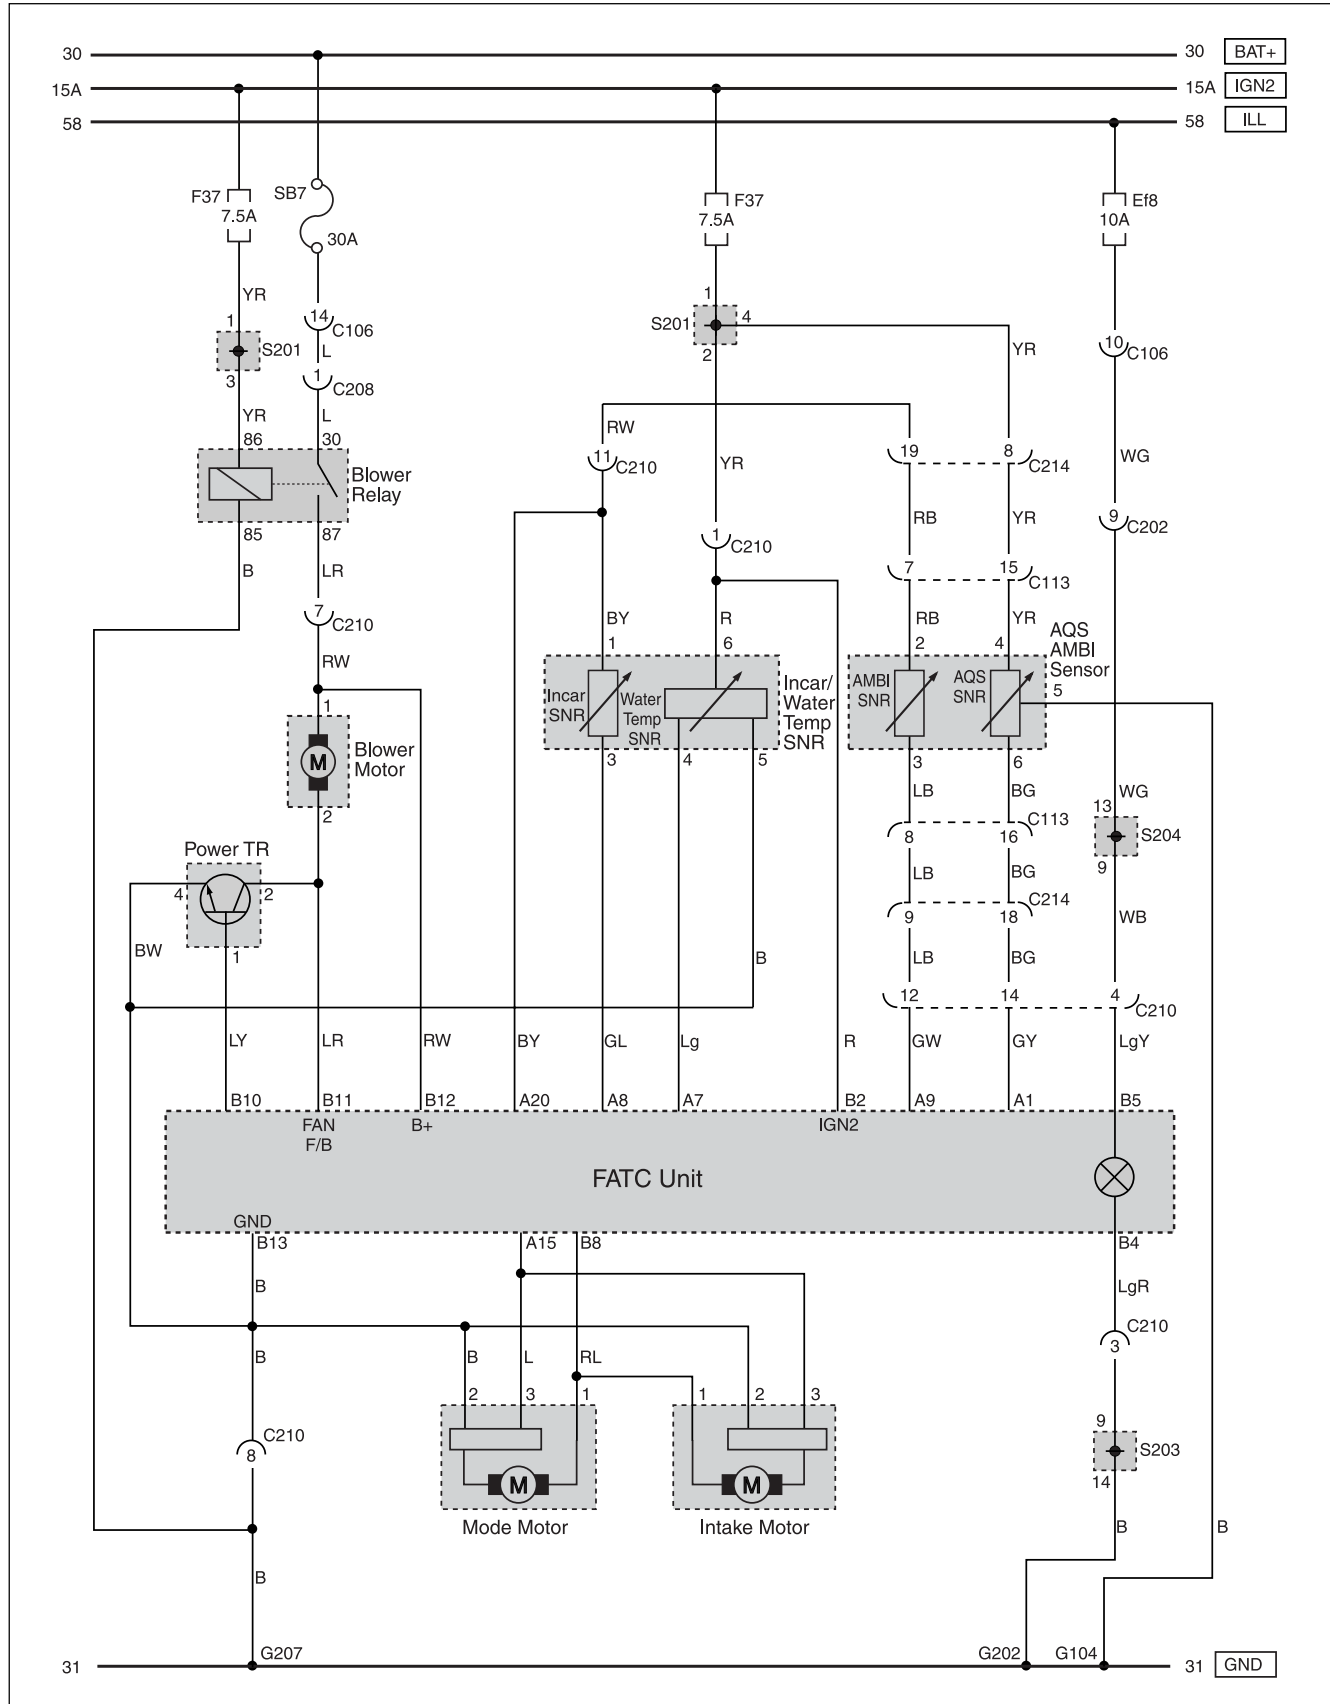 30 30 BAT+
15A 15A IGN2
58 58 ILL
F37
7.5A
SB7
30A
F37
7.5A
Ef8
10A
YR
1
S201
3
14
C106
L
1
C208
1
S201
4
2
YR
10
C106
YR
L
86
30
Blower
Relay
85
87
RW
11
C210
YR
19
8
C214
WG
RB
YR
9
C202
1
C210
B
LR
7
C210
RW
7
15
C113
BY
R
RB
YR
1
6
2
4
AQS
AMBI
Sensor
5
Incar
SNR
Water
Temp
SNR
Incar/
Water
Temp
SNR
AMBI
SNR
AQS
SNR
1
M
Blower
Motor
2
3
4
5
3
6
LB
BG
WG
C113
8
16
13
S204
9
Power TR
4
2
1
LB
BG
C214
9
18
WB
BW
B
LB
BG
12
14
4
C210
LY
LR
RW
BY
GL
Lg
R
GW
GY
LgY
B10
B11
B12
A20
A8
A7
B2
A9
A1
B5
FAN
F/B
B+
IGN2
FATC Unit
GND
B13
A15
B8
B4
B
LgR
C210
3
B
B
L
RL
2
3
1
1
2
3
C210
8
9
S203
14
M
M
Mode Motor
Intake Motor
B
B
B
G207
G202
G104
31 31 GND